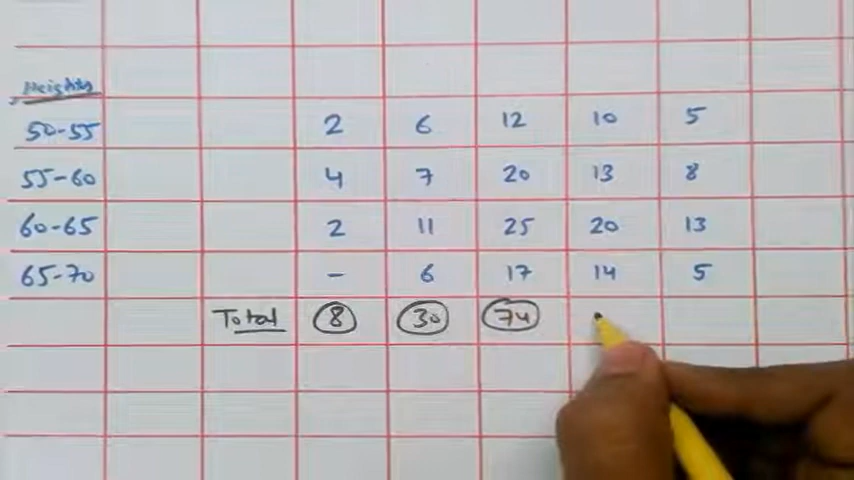 Heights
50-55 2 6 12 10 5
55-60 4 7 20 13 8
60-65 2 11 25 20 13
65-70 - 6 17 14 5
Total 8 30 74